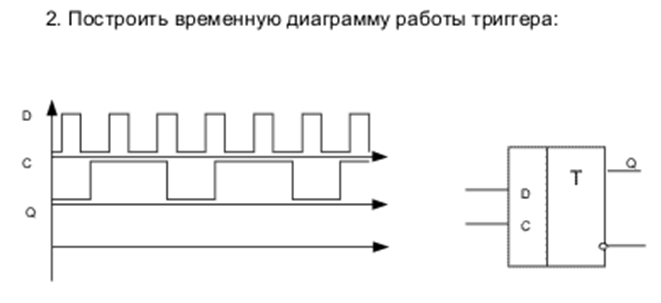 2. Построить временную диаграмму работы триггера:
D
C
Q
T
Q
D
C